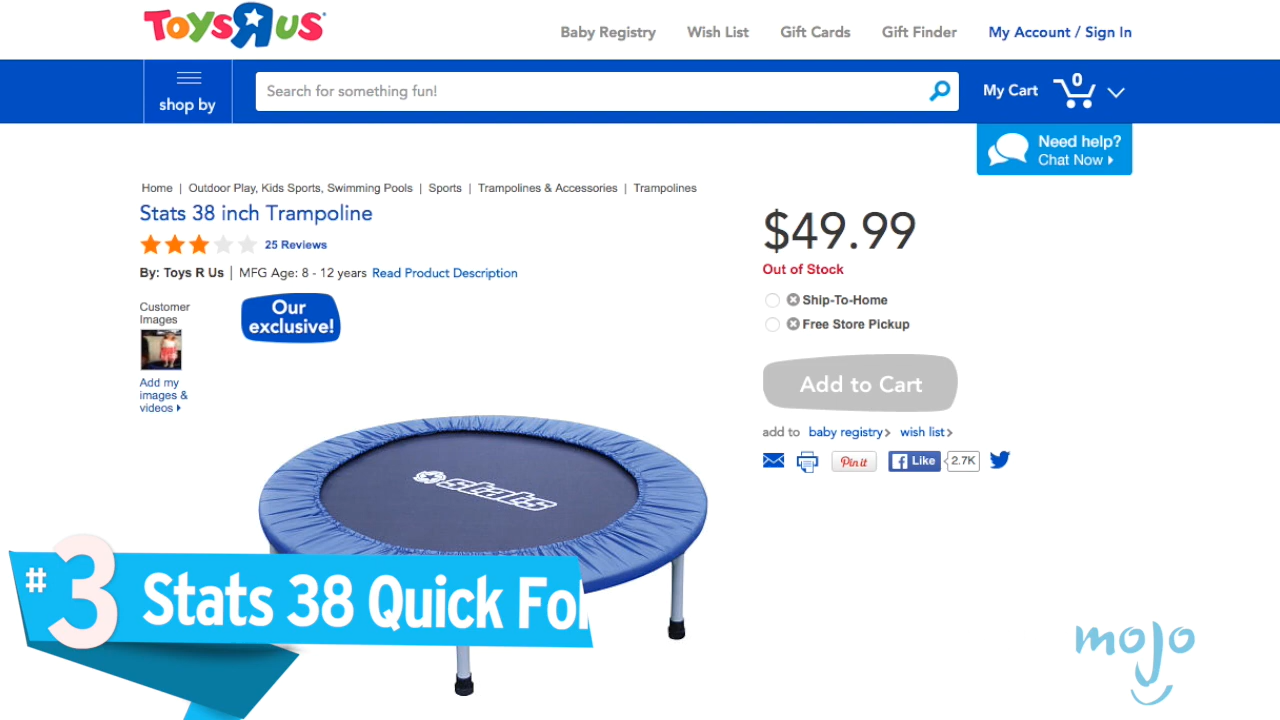 TOYS R US
Baby Registry Wish List Gift Cards Gift Finder My Account / Sign In
shop by
Search for something fun!
My Cart 0
Need help?
Chat Now
Home | Outdoor Play, Kids Sports, Swimming Pools | Sports | Trampolines & Accessories | Trampolines
Stats 38 inch Trampoline
25 Reviews
By: Toys R Us | MFG Age: 8 - 12 years Read Product Description
Customer
Images
Add my
images &
videos
Our
exclusive!
$49.99
Out of Stock
Ship-To-Home
Free Store Pickup
Add to Cart
add to baby registry wish list
Pin it Like 2.7K
stats
#3 Stats 38 Quick Fo
mojo